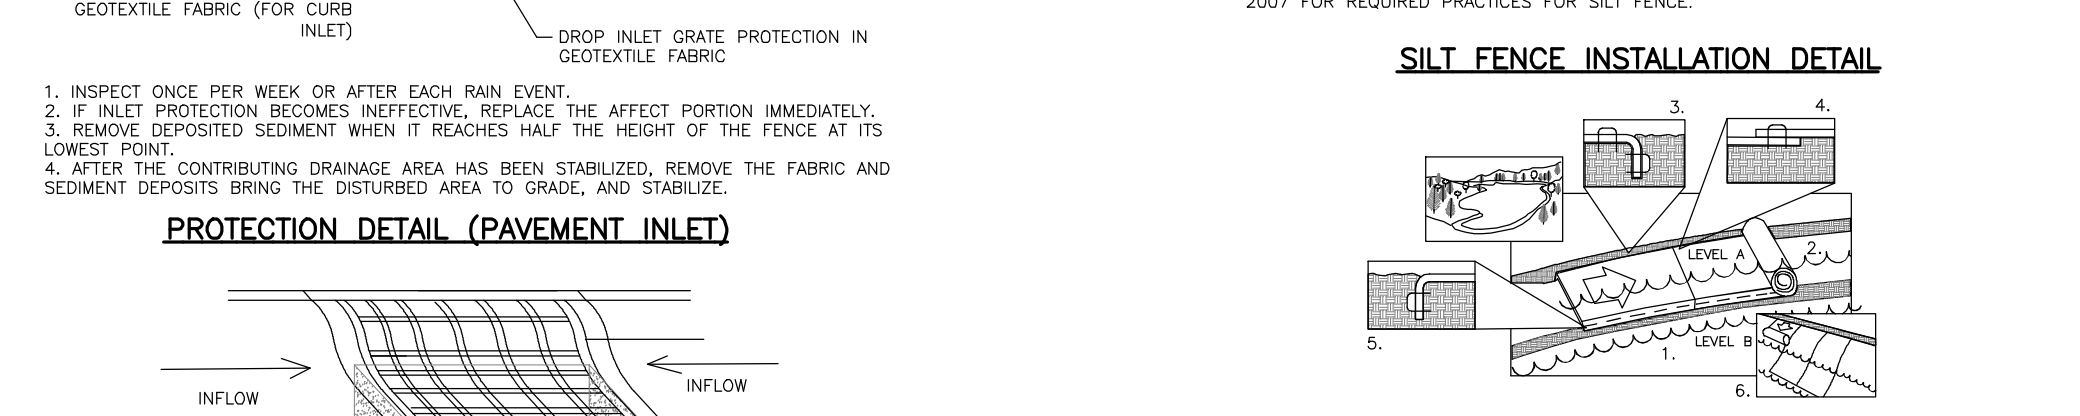 GEOTEXTILE FABRIC (FOR CURB
INLET)
DROP INLET GRATE PROTECTION IN
GEOTEXTILE FABRIC
1. INSPECT ONCE PER WEEK OR AFTER EACH RAIN EVENT.
2. IF INLET PROTECTION BECOMES INEFFECTIVE, REPLACE THE AFFECT PORTION IMMEDIATELY.
3. REMOVE DEPOSITED SEDIMENT WHEN IT REACHES HALF THE HEIGHT OF THE FENCE AT ITS
LOWEST POINT.
4. AFTER THE CONTRIBUTING DRAINAGE AREA HAS BEEN STABILIZED, REMOVE THE FABRIC AND
SEDIMENT DEPOSITS BRING THE DISTURBED AREA TO GRADE, AND STABILIZE.
PROTECTION DETAIL (PAVEMENT INLET)
INFLOW
INFLOW
2007 FOR REQUIRED PRACTICES FOR SILT FENCE.
SILT FENCE INSTALLATION DETAIL
3.
4.
LEVEL A
2.
5.
1.
LEVEL B
6.